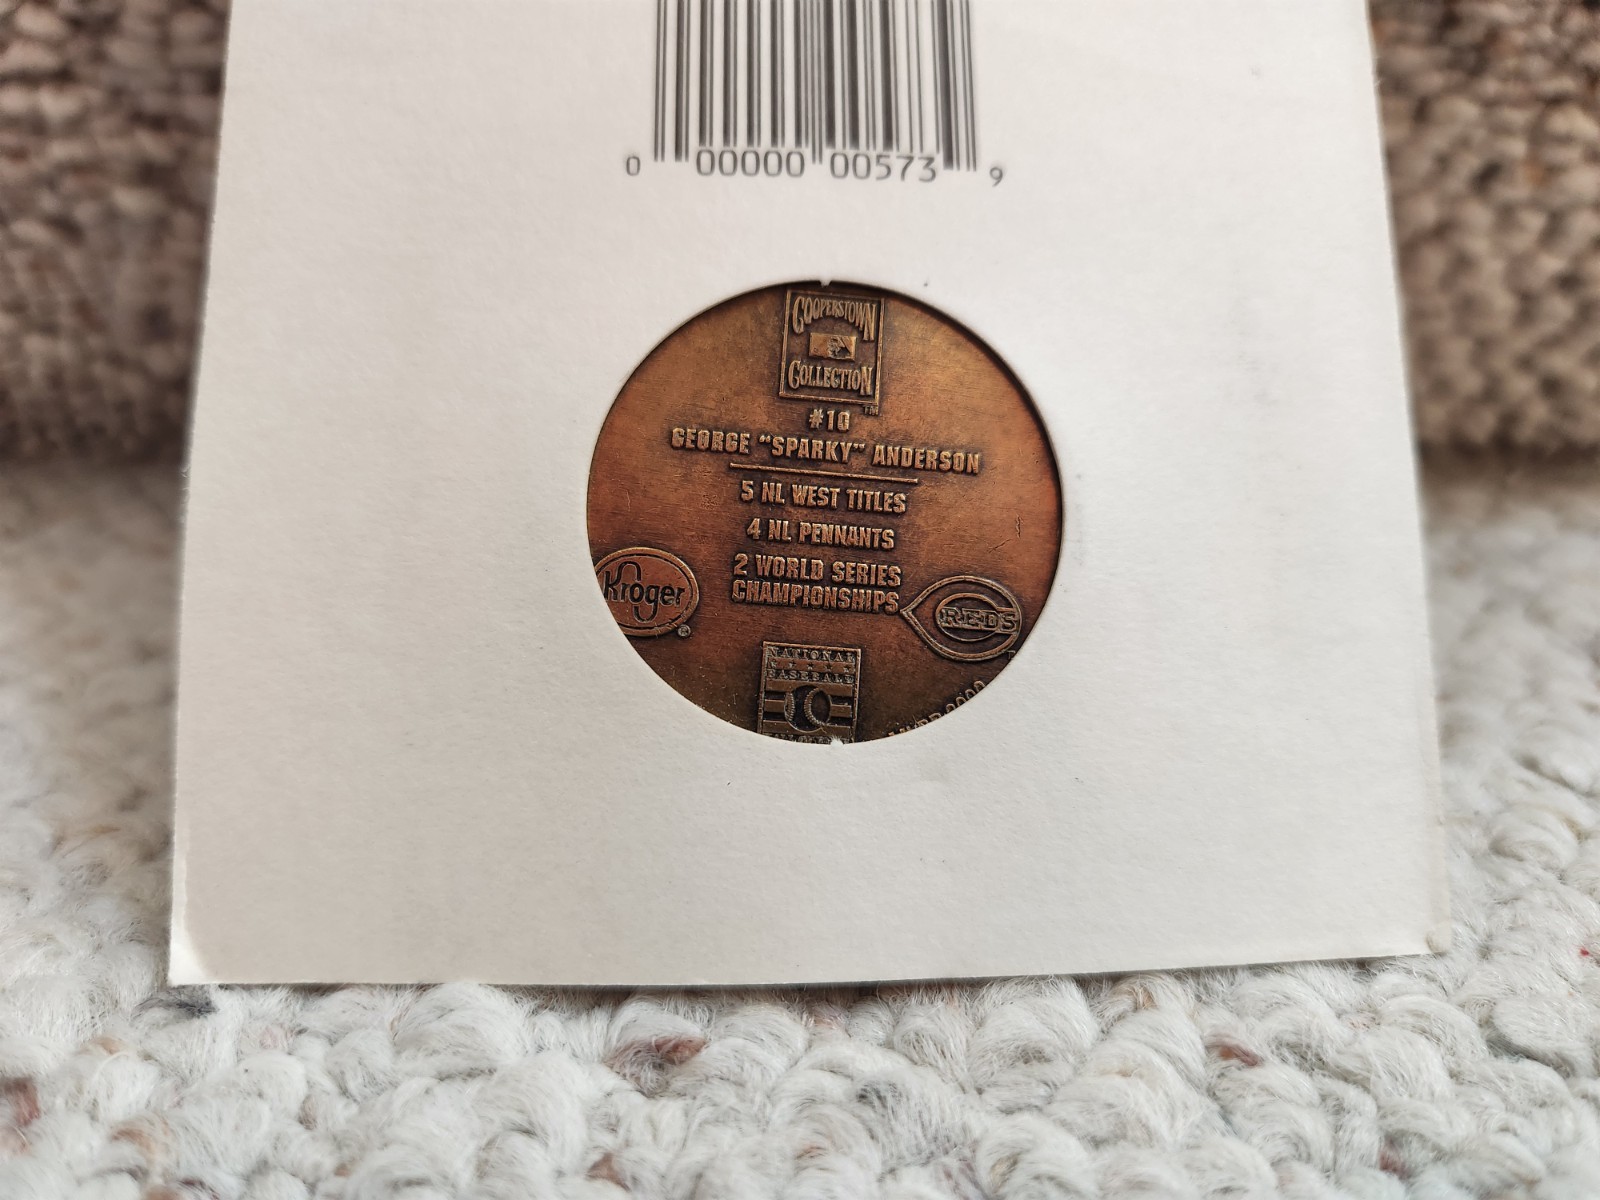 0 00000 00573 9
COOPERSTOWN
COLLECTION
TM
#10
GEORGE "SPARKY" ANDERSON
5 NL WEST TITLES
4 NL PENNANTS
2 WORLD SERIES
CHAMPIONSHIPS
Kroger
®
REDS
NATIONAL
BASEBALL